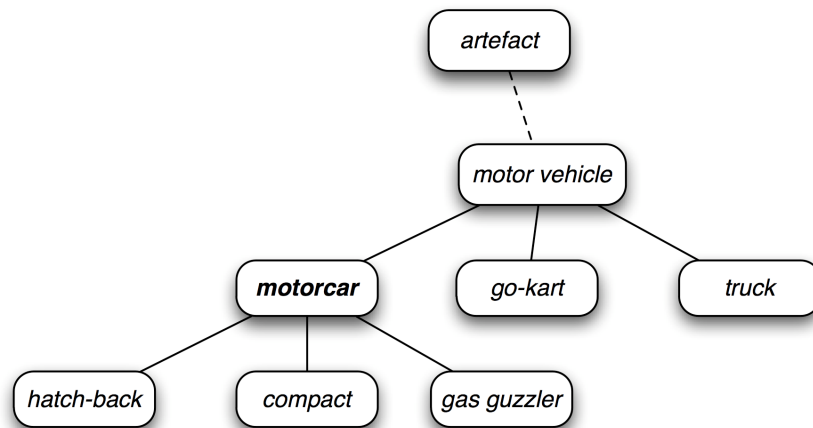 artefact
motor vehicle
motorcar
go-kart
truck
hatch-back
compact
gas guzzler